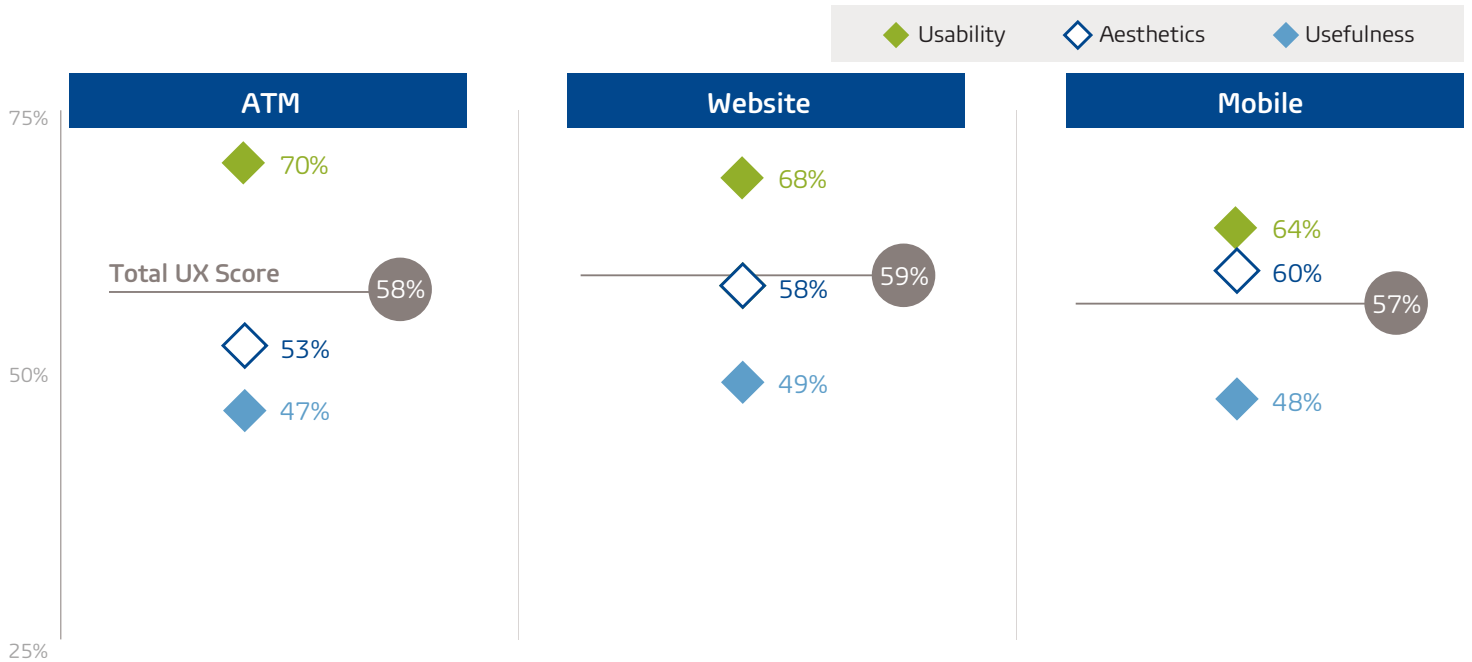 Usability Aesthetics Usefulness
ATM Website Mobile
75%
70% 68%
64%
Total UX Score
58% 59% 60%
58% 57%
53%
50%
47% 49% 48%
25%